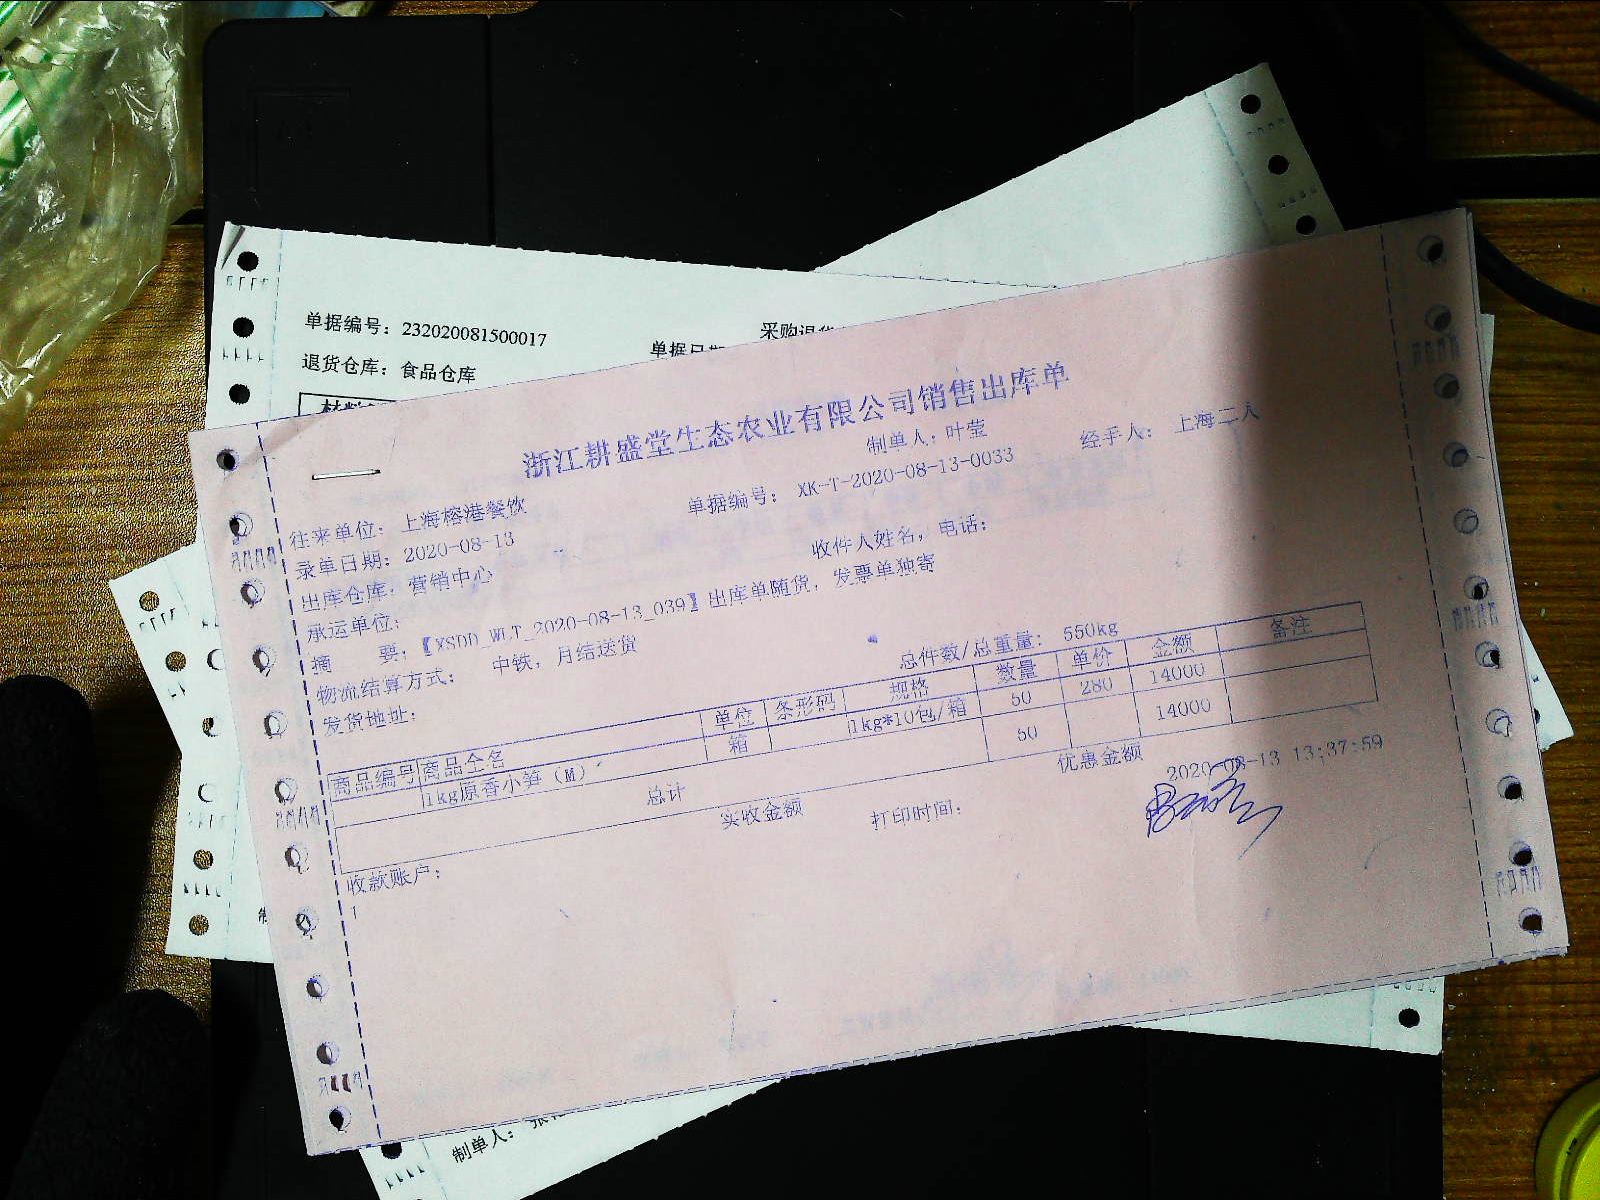 单据编号：232020081500017
采购退货
单据日期
退货仓库：食品仓库
浙江耕盛堂生态农业有限公司销售出库单
制单人：叶莹 经手人： 上海二人
往来单位：上海榕港餐饮 单据编号： XK-T-2020-08-13-0033
录单日期：2020-08-13
出库仓库：营销中心 收件人姓名，电话：
承运单位：
摘 要：【XSDD_WLT_2020-08-13_039】出库单随货，发票单独寄
物流结算方式： 中铁，月结送货
发货地址： 总件数/总重量： 550kg
商品编号 商品全名 单位 条形码 规格 数量 单价 金额 备注
1kg原香小笋（M） 箱 1kg*10包/箱 50 280 14000
总计 50 14000
实收金额 优惠金额
收款账户： 打印时间： 2020-08-13 13:37:59
1
制单人：